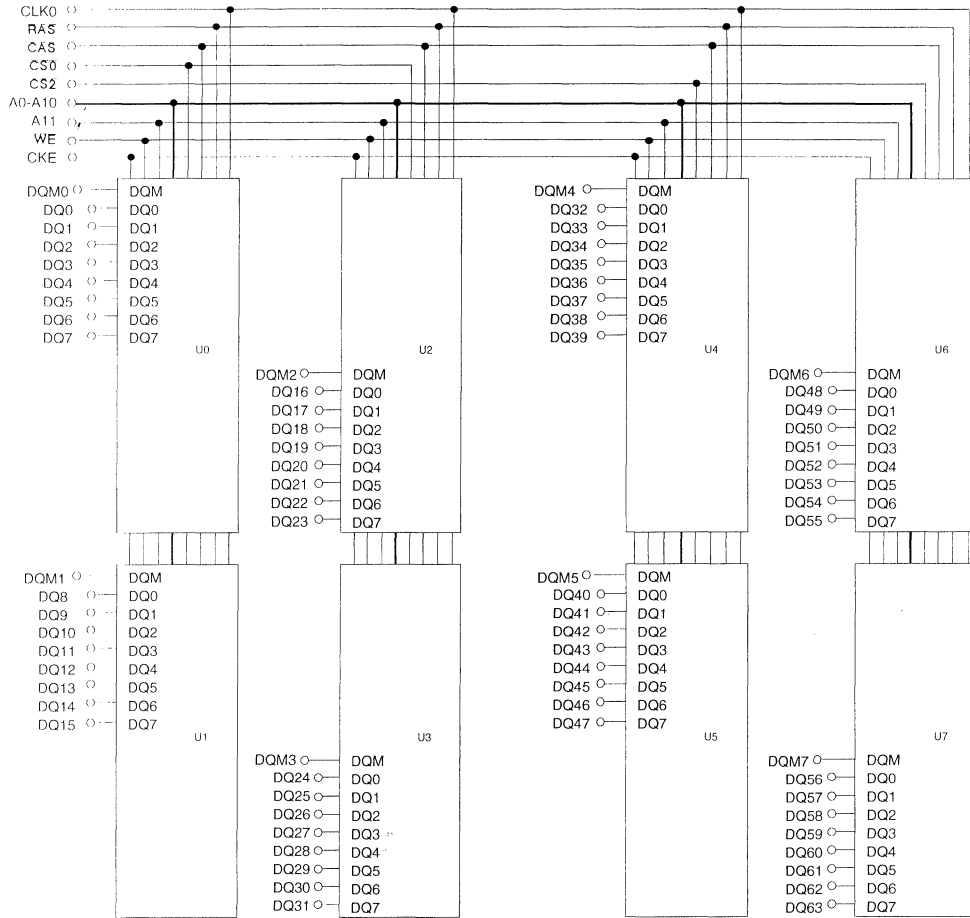 CLK0
RAS
CAS
CS0
CS2
A0-A10
A11
WE
CKE
DQM0 DQM
DQ0 DQ0
DQ1 DQ1
DQ2 DQ2
DQ3 DQ3
DQ4 DQ4
DQ5 DQ5
DQ6 DQ6
DQ7 DQ7
U0
DQM2 DQM
DQ16 DQ0
DQ17 DQ1
DQ18 DQ2
DQ19 DQ3
DQ20 DQ4
DQ21 DQ5
DQ22 DQ6
DQ23 DQ7
U2
DQM4 DQM
DQ32 DQ0
DQ33 DQ1
DQ34 DQ2
DQ35 DQ3
DQ36 DQ4
DQ37 DQ5
DQ38 DQ6
DQ39 DQ7
U4
U6
DQM6 DQM
DQ48 DQ0
DQ49 DQ1
DQ50 DQ2
DQ51 DQ3
DQ52 DQ4
DQ53 DQ5
DQ54 DQ6
DQ55 DQ7
DQM1 DQM
DQ8 DQ0
DQ9 DQ1
DQ10 DQ2
DQ11 DQ3
DQ12 DQ4
DQ13 DQ5
DQ14 DQ6
DQ15 DQ7
U1
U3
DQM3 DQM
DQ24 DQ0
DQ25 DQ1
DQ26 DQ2
DQ27 DQ3
DQ28 DQ4
DQ29 DQ5
DQ30 DQ6
DQ31 DQ7
DQM5 DQM
DQ40 DQ0
DQ41 DQ1
DQ42 DQ2
DQ43 DQ3
DQ44 DQ4
DQ45 DQ5
DQ46 DQ6
DQ47 DQ7
U5
U7
DQM7 DQM
DQ56 DQ0
DQ57 DQ1
DQ58 DQ2
DQ59 DQ3
DQ60 DQ4
DQ61 DQ5
DQ62 DQ6
DQ63 DQ7